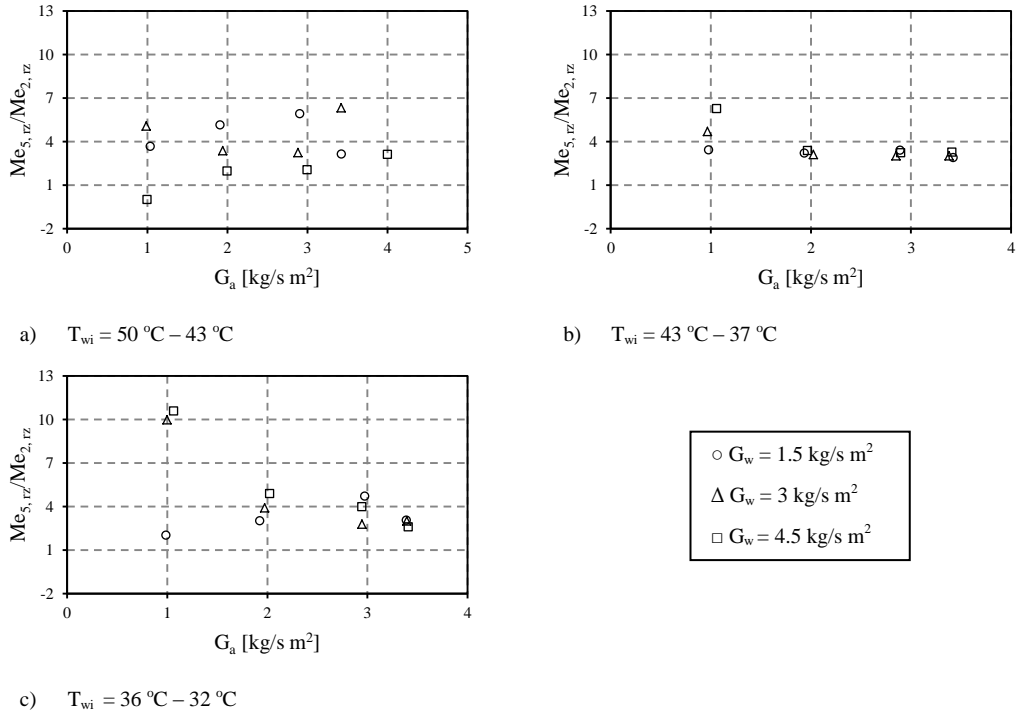 13
10
7
4
1
-2
Me5, rz/Me2, rz
0 1 2 3 4 5
Ga [kg/s m2]
a) Twi = 50 °C – 43 °C
13
10
7
4
1
-2
Me5, rz/Me2, rz
0 1 2 3 4
Ga [kg/s m2]
b) Twi = 43 °C – 37 °C
13
10
7
4
1
-2
Me5, rz/Me2, rz
0 1 2 3 4
Ga [kg/s m2]
c) Twi = 36 °C – 32 °C
○ Gw = 1.5 kg/s m2
Δ Gw = 3 kg/s m2
□ Gw = 4.5 kg/s m2